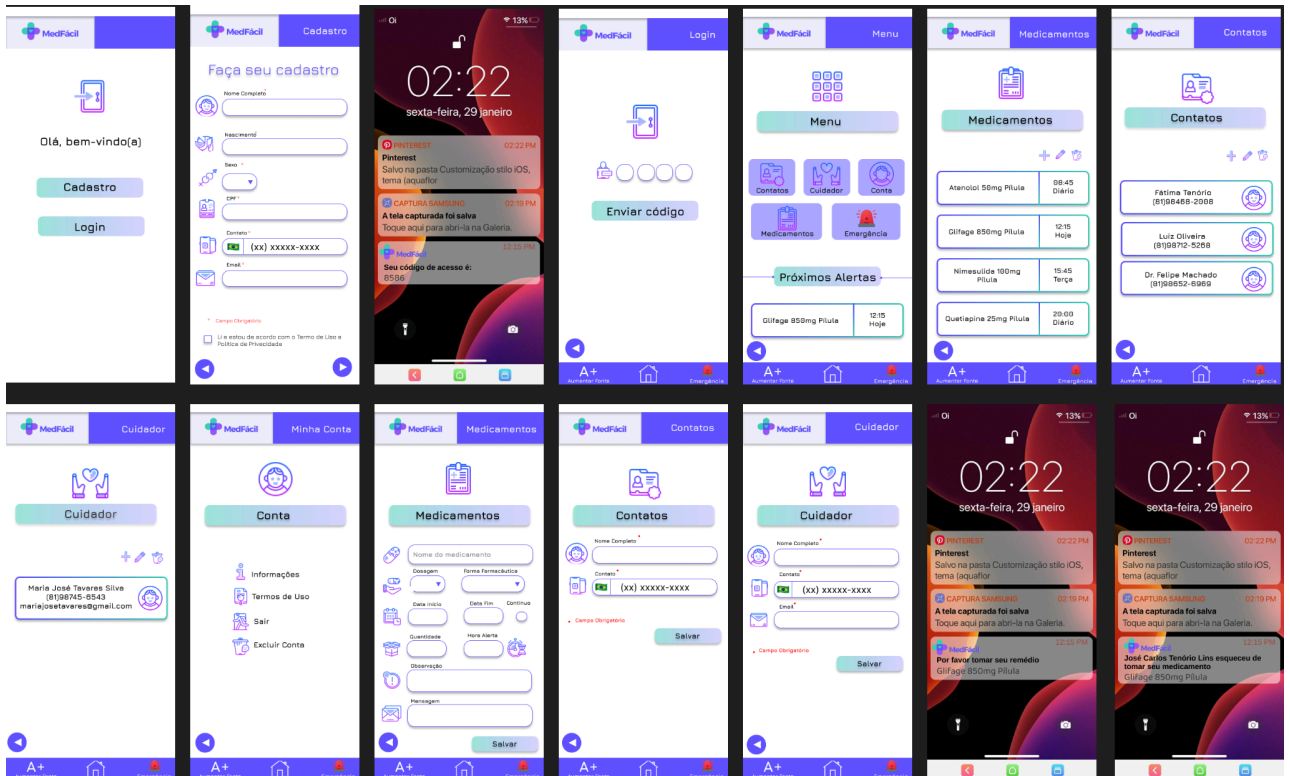 MedFácil
Olá, bem-vindo(a)
Cadastro
Login
MedFácil
Cadastro
Faça seu cadastro
Nome Completo
Nascimento
Sexo *
CPF *
Contato *
(xx) xxxxx-xxxx
Email *
* Campo Obrigatório
Li e estou de acordo com o Termo de Uso e
Política de Privacidade
Oi
13%
02:22
sexta-feira, 29 janeiro
PINTEREST 02:22 PM
Pinterest
Salvo na pasta Customização stilo iOS,
tema (aquaflor
CAPTURA SAMSUNG 02:19 PM
A tela capturada foi salva
Toque aqui para abri-la na Galeria.
12:15 PM
MedFácil
Seu código de acesso é:
8586
MedFácil
Login
Enviar código
A+
Aumentar Fonte
Emergência
MedFácil
Menu
Menu
Contatos
Cuidador
Conta
Medicamentos
Emergência
Próximos Alertas
Glifage 850mg Pílula
12:15
Hoje
A+
Aumentar Fonte
Emergência
MedFácil
Medicamentos
Medicamentos
Atenolol 50mg Pílula
08:45
Diário
Glifage 850mg Pílula
12:15
Hoje
Nimesulida 100mg
Pílula
15:45
Terça
Quetiapina 25mg Pílula
20:00
Diário
A+
Aumentar Fonte
Emergência
MedFácil
Contatos
Contatos
Fátima Tenório
(81)98468-2008
Luiz Oliveira
(81)98712-5268
Dr. Felipe Machado
(81)98652-6969
A+
Aumentar Fonte
Emergência
MedFácil
Cuidador
Cuidador
Maria José Tavares Silva
(81)98745-6543
mariajosetavares@gmail.com
A+
MedFácil
Minha Conta
Conta
Informações
Termos de Uso
Sair
Excluir Conta
A+
MedFácil
Medicamentos
Medicamentos
Nome do medicamento
Dosagem
Forma Farmacêutica
Data Início
Data Fim
Contínuo
Quantidade
Hora Alerta
Observação
Mensagem
Salvar
A+
MedFácil
Contatos
Contatos
Nome Completo *
Contato *
(xx) xxxxx-xxxx
* Campo Obrigatório
Salvar
A+
MedFácil
Cuidador
Cuidador
Nome Completo *
Contato *
(xx) xxxxx-xxxx
Email *
* Campo Obrigatório
Salvar
A+
Oi
13%
02:22
sexta-feira, 29 janeiro
PINTEREST 02:22 PM
Pinterest
Salvo na pasta Customização stilo iOS,
tema (aquaflor
CAPTURA SAMSUNG 02:19 PM
A tela capturada foi salva
Toque aqui para abri-la na Galeria.
12:15 PM
MedFácil
Por favor tomar seu remédio
Glifage 850mg Pílula
Oi
13%
02:22
sexta-feira, 29 janeiro
PINTEREST 02:22 PM
Pinterest
Salvo na pasta Customização stilo iOS,
tema (aquaflor
CAPTURA SAMSUNG 02:19 PM
A tela capturada foi salva
Toque aqui para abri-la na Galeria.
12:15 PM
MedFácil
José Carlos Tenório Lins esqueceu de
tomar seu medicamento
Glifage 850mg Pílula